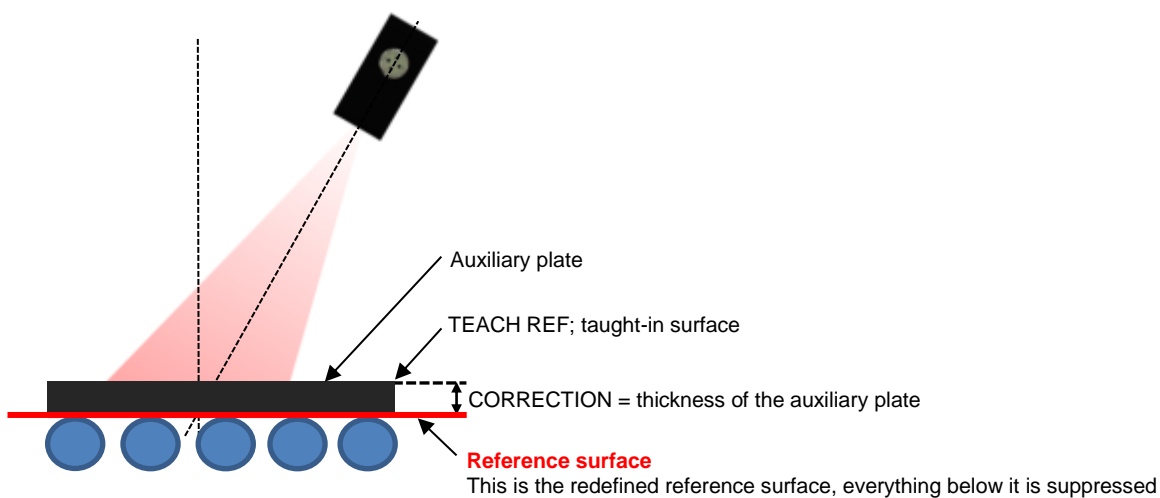 Auxiliary plate
TEACH REF; taught-in surface
CORRECTION = thickness of the auxiliary plate
Reference surface
This is the redefined reference surface, everything below it is suppressed